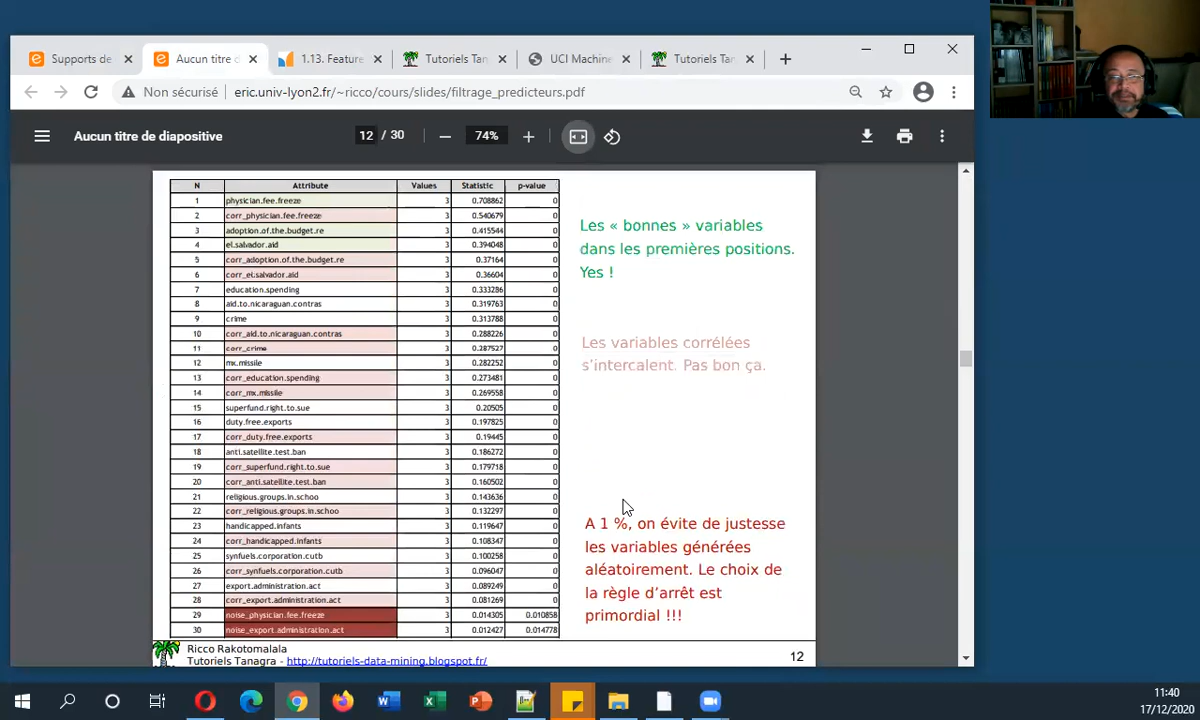 Supports de
Aucun titre d
1.13. Feature
Tutoriels Tan
UCI Machine
Tutoriels Tan
Non sécurisé
eric.univ-lyon2.fr/~ricco/cours/slides/filtrage_predicteurs.pdf
Aucun titre de diapositive
12 / 30
74%
N Attribute Values Statistic p-value
1 physician.fee.freeze 3 0.708862 0
2 corr_physician.fee.freeze 3 0.540679 0
3 adoption.of.the.budget.re 3 0.415544 0
4 el.salvador.aid 3 0.394048 0
5 corr_adoption.of.the.budget.re 3 0.37164 0
6 corr_el.salvador.aid 3 0.36604 0
7 education.spending 3 0.333286 0
8 aid.to.nicaraguan.contras 3 0.319763 0
9 crime 3 0.313788 0
10 corr_aid.to.nicaraguan.contras 3 0.288226 0
11 corr_crime 3 0.287527 0
12 mx.missile 3 0.282252 0
13 corr_education.spending 3 0.273481 0
14 corr_mx.missile 3 0.269558 0
15 superfund.right.to.sue 3 0.20505 0
16 duty.free.exports 3 0.197825 0
17 corr_duty.free.exports 3 0.19445 0
18 anti.satellite.test.ban 3 0.186272 0
19 corr_superfund.right.to.sue 3 0.179718 0
20 corr_anti.satellite.test.ban 3 0.160502 0
21 religious.groups.in.schoo 3 0.143636 0
22 corr_religious.groups.in.schoo 3 0.132297 0
23 handicapped.infants 3 0.119647 0
24 corr_handicapped.infants 3 0.108347 0
25 synfuels.corporation.cutb 3 0.100258 0
26 corr_synfuels.corporation.cutb 3 0.096047 0
27 export.administration.act 3 0.089249 0
28 corr_export.administration.act 3 0.081269 0
29 noise_physician.fee.freeze 3 0.014305 0.010858
30 noise_export.administration.act 3 0.012427 0.014778
Les « bonnes » variables
dans les premières positions.
Yes !
Les variables corrélées
s’intercalent. Pas bon ça.
A 1 %, on évite de justesse
les variables générées
aléatoirement. Le choix de
la règle d’arrêt est
primordial !!!
Ricco Rakotomalala
Tutoriels Tanagra - http://tutoriels-data-mining.blogspot.fr/
12
11:40
17/12/2020